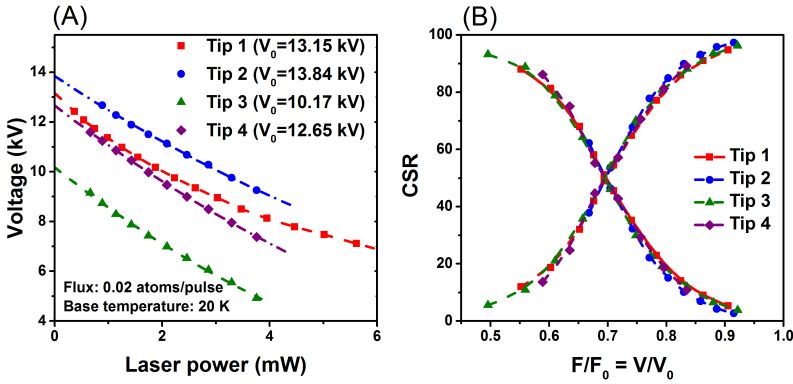 (A)
Tip 1 (V0=13.15 kV)
Tip 2 (V0=13.84 kV)
Tip 3 (V0=10.17 kV)
Tip 4 (V0=12.65 kV)
Voltage (kV)
14
12
10
8
6
4
Flux: 0.02 atoms/pulse
Base temperature: 20 K
0
2
4
6
Laser power (mW)
(B)
CSR
100
80
60
40
20
0
Tip 1
Tip 2
Tip 3
Tip 4
0.5
0.6
0.7
0.8
0.9
1.0
F/F0 = V/V0